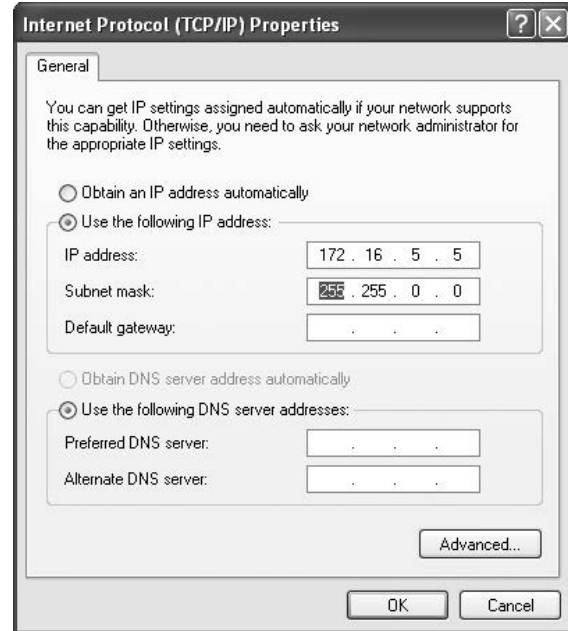 Internet Protocol (TCP/IP) Properties
General
You can get IP settings assigned automatically if your network supports
this capability. Otherwise, you need to ask your network administrator for
the appropriate IP settings.
Obtain an IP address automatically
Use the following IP address:
IP address: 172 . 16 . 5 . 5
Subnet mask: 255 . 255 . 0 . 0
Default gateway: . . .
Obtain DNS server address automatically
Use the following DNS server addresses:
Preferred DNS server: . . .
Alternate DNS server: . . .
Advanced...
OK Cancel